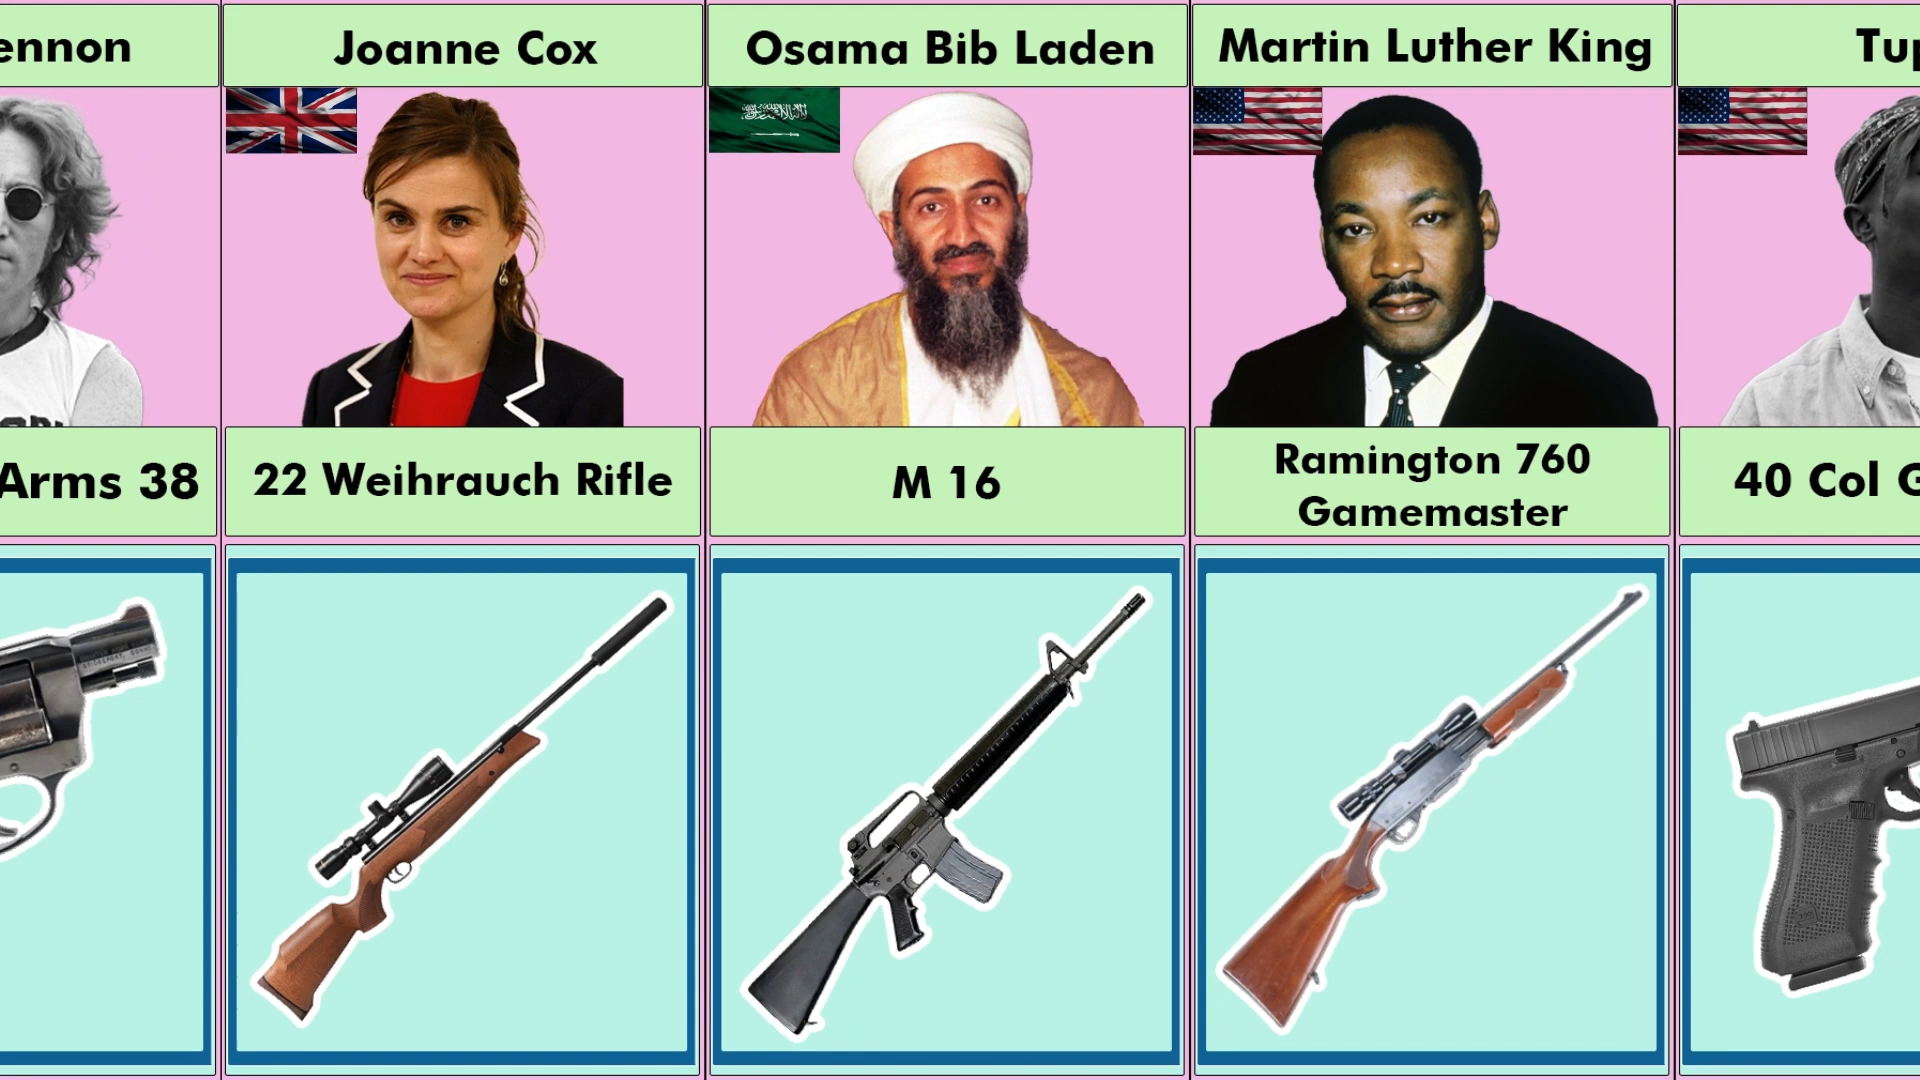 ennon
Joanne Cox
Osama Bib Laden
Martin Luther King
Tup
Arms 38
22 Weihrauch Rifle
M 16
Ramington 760
Gamemaster
40 Col G